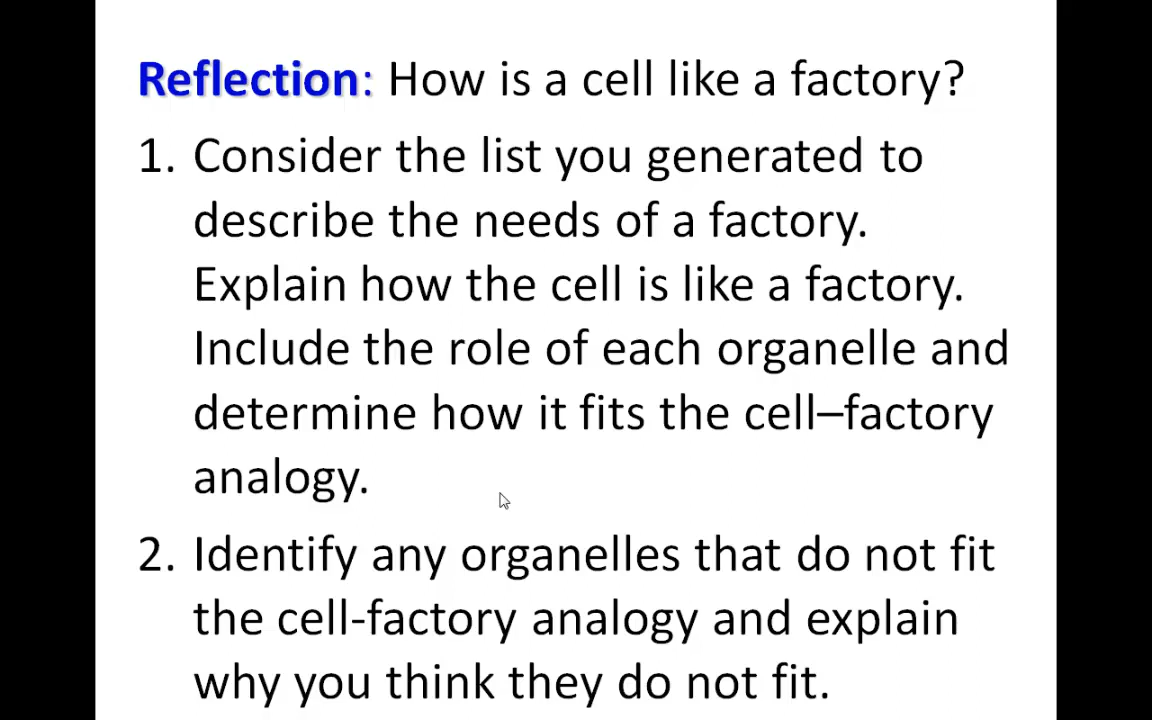 Reflection: How is a cell like a factory?
1. Consider the list you generated to
describe the needs of a factory.
Explain how the cell is like a factory.
Include the role of each organelle and
determine how it fits the cell–factory
analogy.
2. Identify any organelles that do not fit
the cell-factory analogy and explain
why you think they do not fit.